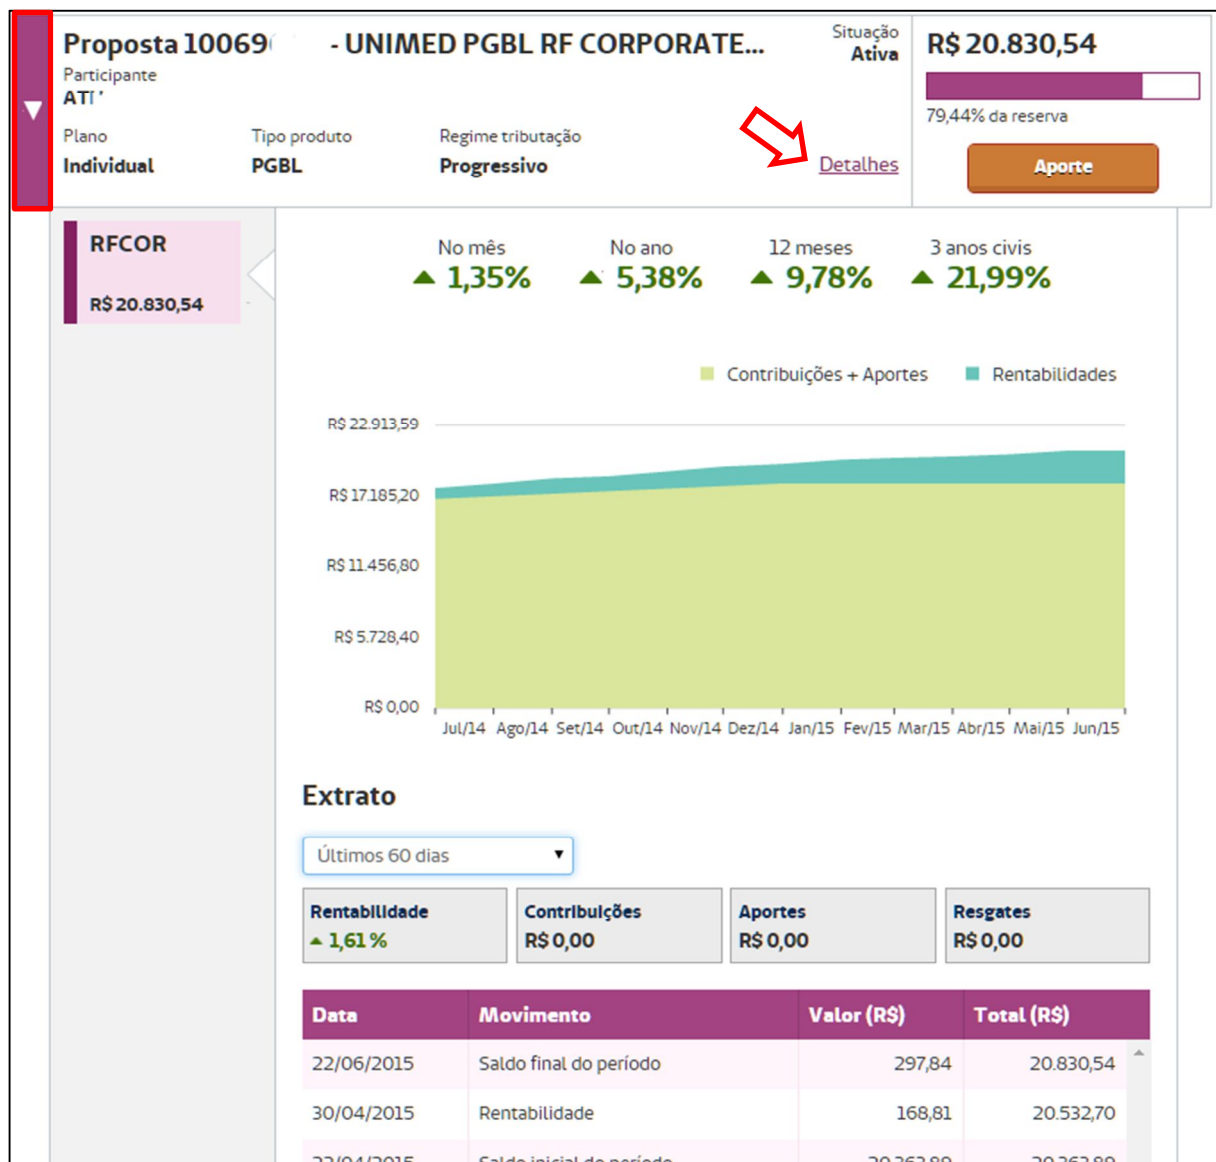 Proposta 10069 - UNIMED PGBL RF CORPORATE...
Situação
Ativa
R$ 20.830,54
Participante
79,44% da reserva
Plano Tipo produto Regime tributação
Individual PGBL Progressivo
Detalhes
Aporte
RFCOR
R$ 20.830,54
No mês No ano 12 meses 3 anos civis
1,35% 5,38% 9,78% 21,99%
Contribuições + Aportes Rentabilidades
R$ 22.913,59
R$ 17.185,20
R$ 11.456,80
R$ 5.728,40
R$ 0,00
Jul/14 Ago/14 Set/14 Out/14 Nov/14 Dez/14 Jan/15 Fev/15 Mar/15 Abr/15 Mai/15 Jun/15
Extrato
Últimos 60 dias
Rentabilidade Contribuições Aportes Resgates
1,61 % R$ 0,00 R$ 0,00 R$ 0,00
Data Movimento Valor (R$) Total (R$)
22/06/2015 Saldo final do período 297,84 20.830,54
30/04/2015 Rentabilidade 168,81 20.532,70
Saldo inicial do período